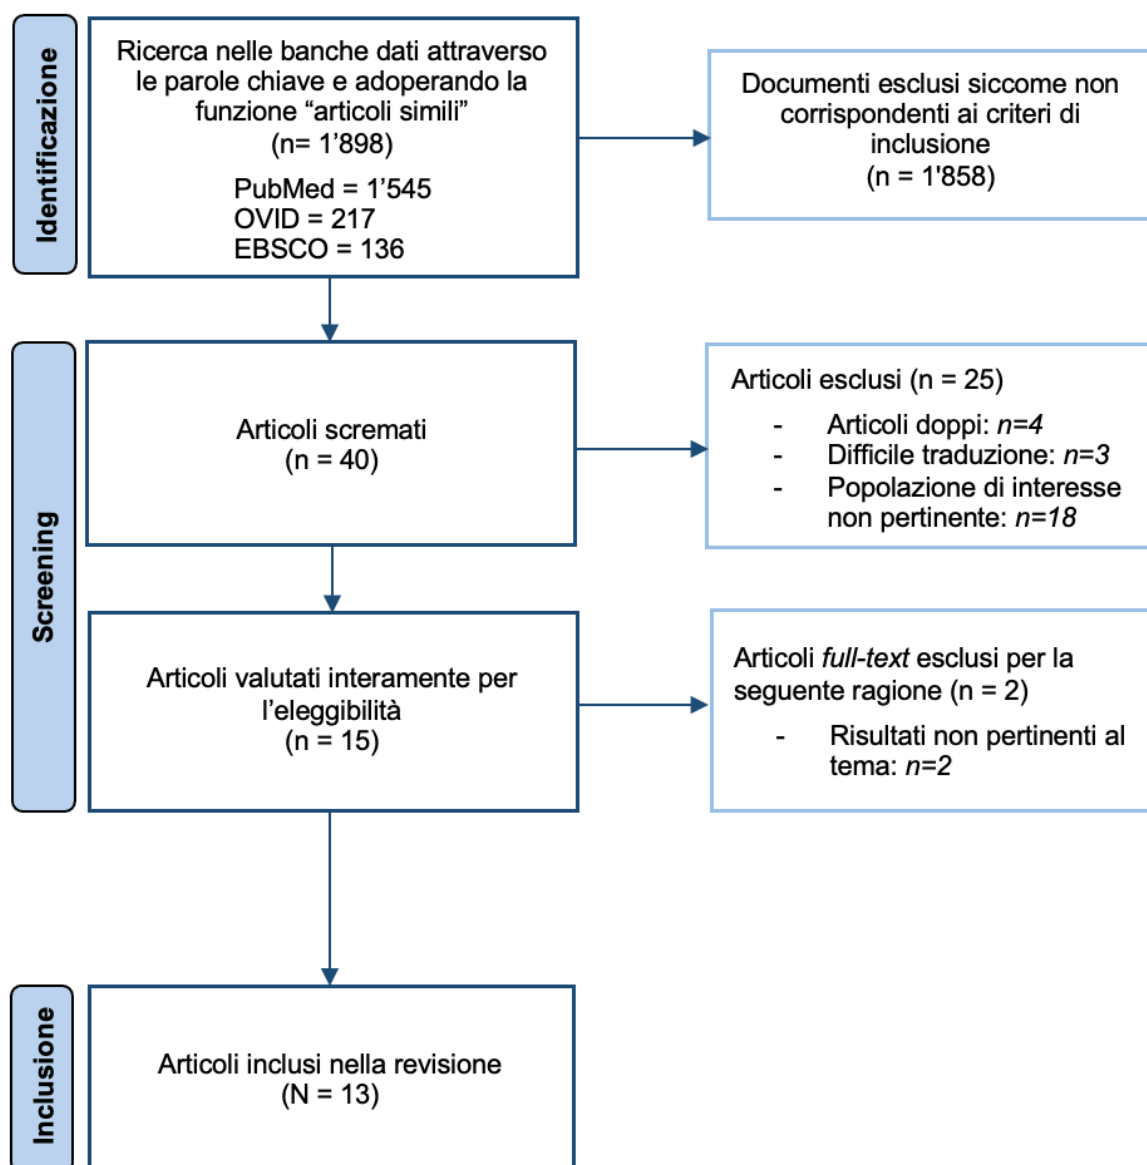 Identificazione
Ricerca nelle banche dati attraverso
le parole chiave e adoperando la
funzione “articoli simili”
(n= 1’898)
PubMed = 1’545
OVID = 217
EBSCO = 136
Documenti esclusi siccome non
corrispondenti ai criteri di
inclusione
(n = 1'858)
Screening
Articoli scremati
(n = 40)
Articoli esclusi (n = 25)
- Articoli doppi: n=4
- Difficile traduzione: n=3
- Popolazione di interesse
non pertinente: n=18
Articoli valutati interamente per
l’eleggibilità
(n = 15)
Articoli full-text esclusi per la
seguente ragione (n = 2)
- Risultati non pertinenti al
tema: n=2
Inclusione
Articoli inclusi nella revisione
(N = 13)